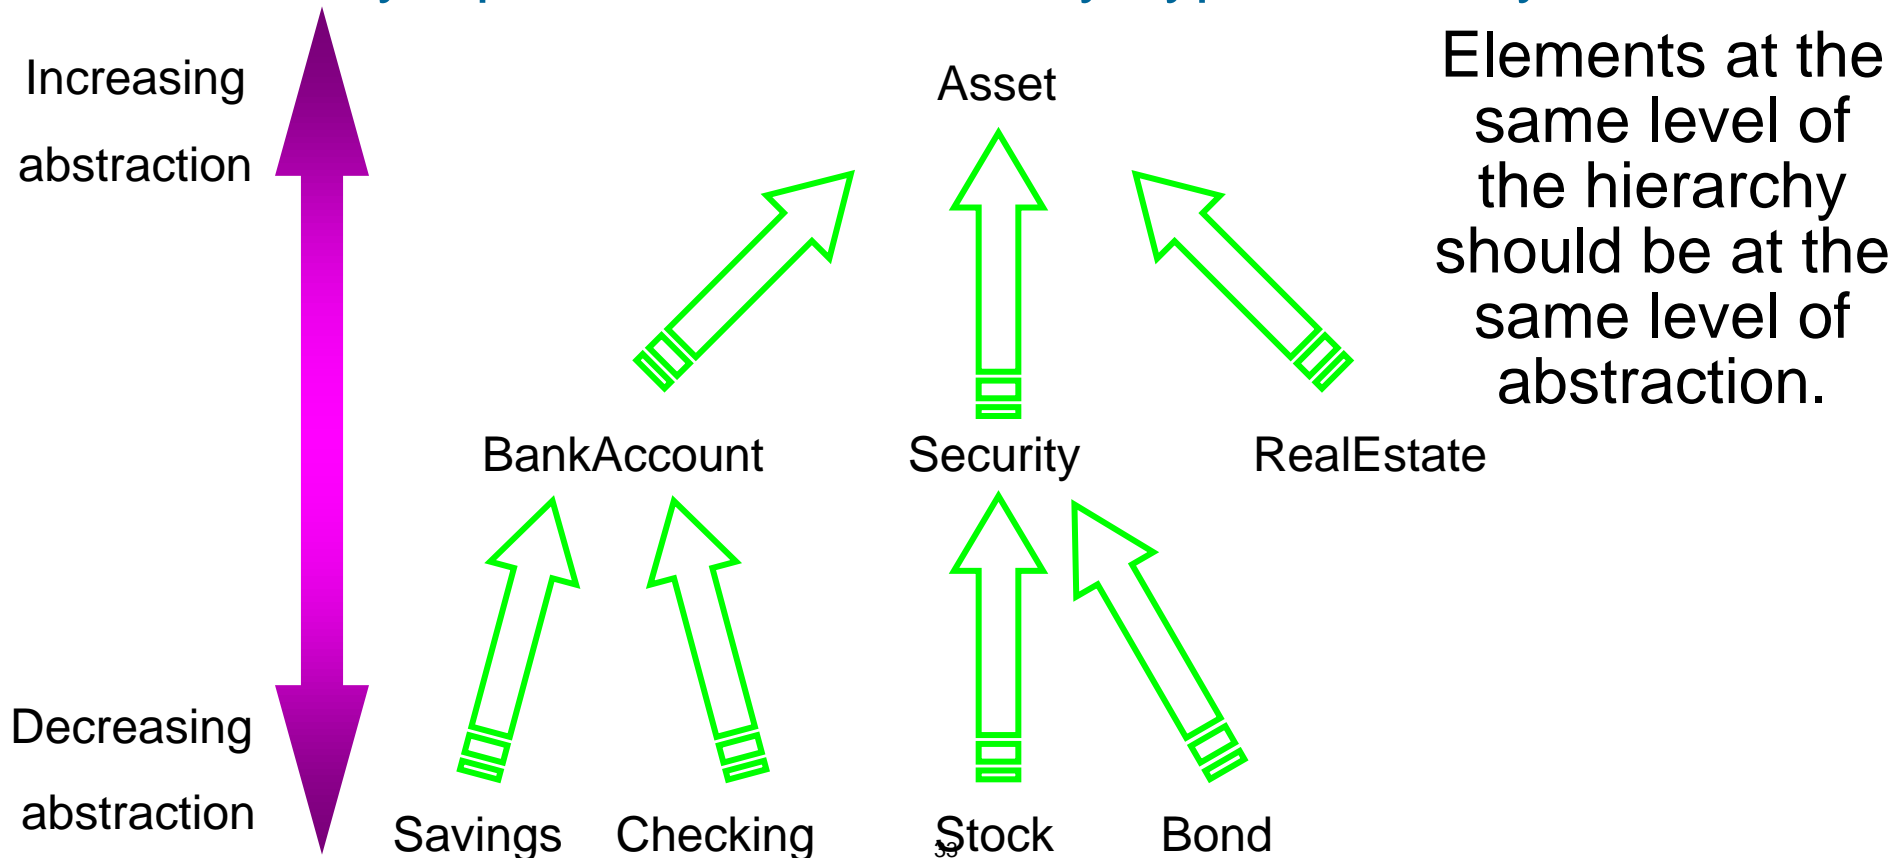 Increasing
abstraction
Asset
Elements at the
same level of
the hierarchy
should be at the
same level of
abstraction.
BankAccount
Security
RealEstate
Decreasing
abstraction
Savings
Checking
Stock
Bond
33